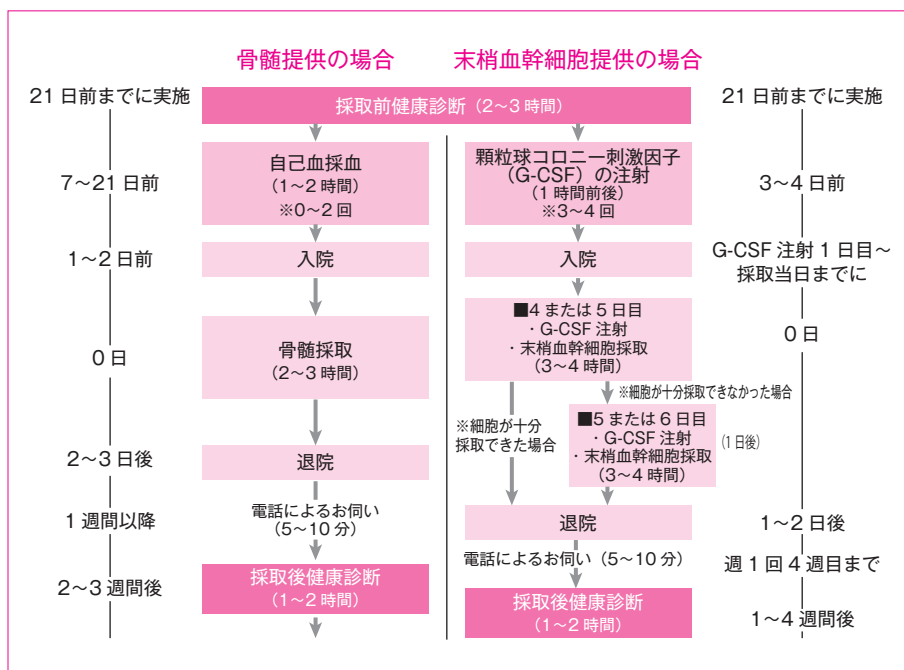 骨髄提供の場合
末梢血幹細胞提供の場合
21日前までに実施
採取前健康診断(2〜3時間)
21日前までに実施
7〜21日前
自己血採血
(1〜2時間)
※0〜2回
顆粒球コロニー刺激因子
(G-CSF)の注射
(1時間前後)
※3〜4回
3〜4日前
1〜2日前
入院
入院
G-CSF注射1日目〜
採取当日までに
0日
骨髄採取
(2〜3時間)
■4または5日目
・G-CSF注射
・末梢血幹細胞採取
(3〜4時間)
0日
※細胞が十分採取できなかった場合
※細胞が十分
採取できた場合
■5または6日目
・G-CSF注射
・末梢血幹細胞採取
(3〜4時間)
(1日後)
2〜3日後
退院
1週間以降
電話によるお伺い
(5〜10分)
退院
1〜2日後
電話によるお伺い(5〜10分)
週1回4週目まで
2〜3週間後
採取後健康診断
(1〜2時間)
採取後健康診断
(1〜2時間)
1〜4週間後